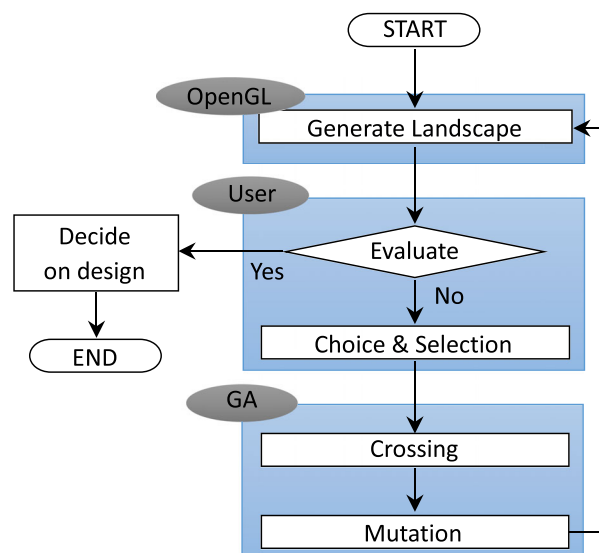 START
OpenGL
Generate Landscape
User
Evaluate
Yes
No
Decide
on design
END
Choice & Selection
GA
Crossing
Mutation